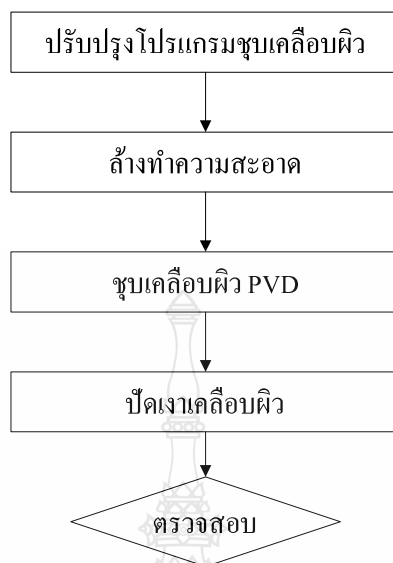 ปรับปรุงโปรแกรมชุบเคลือบผิว
ล้างทำความสะอาด
ชุบเคลือบผิว PVD
ปัดเงาเคลือบผิว
ตรวจสอบ